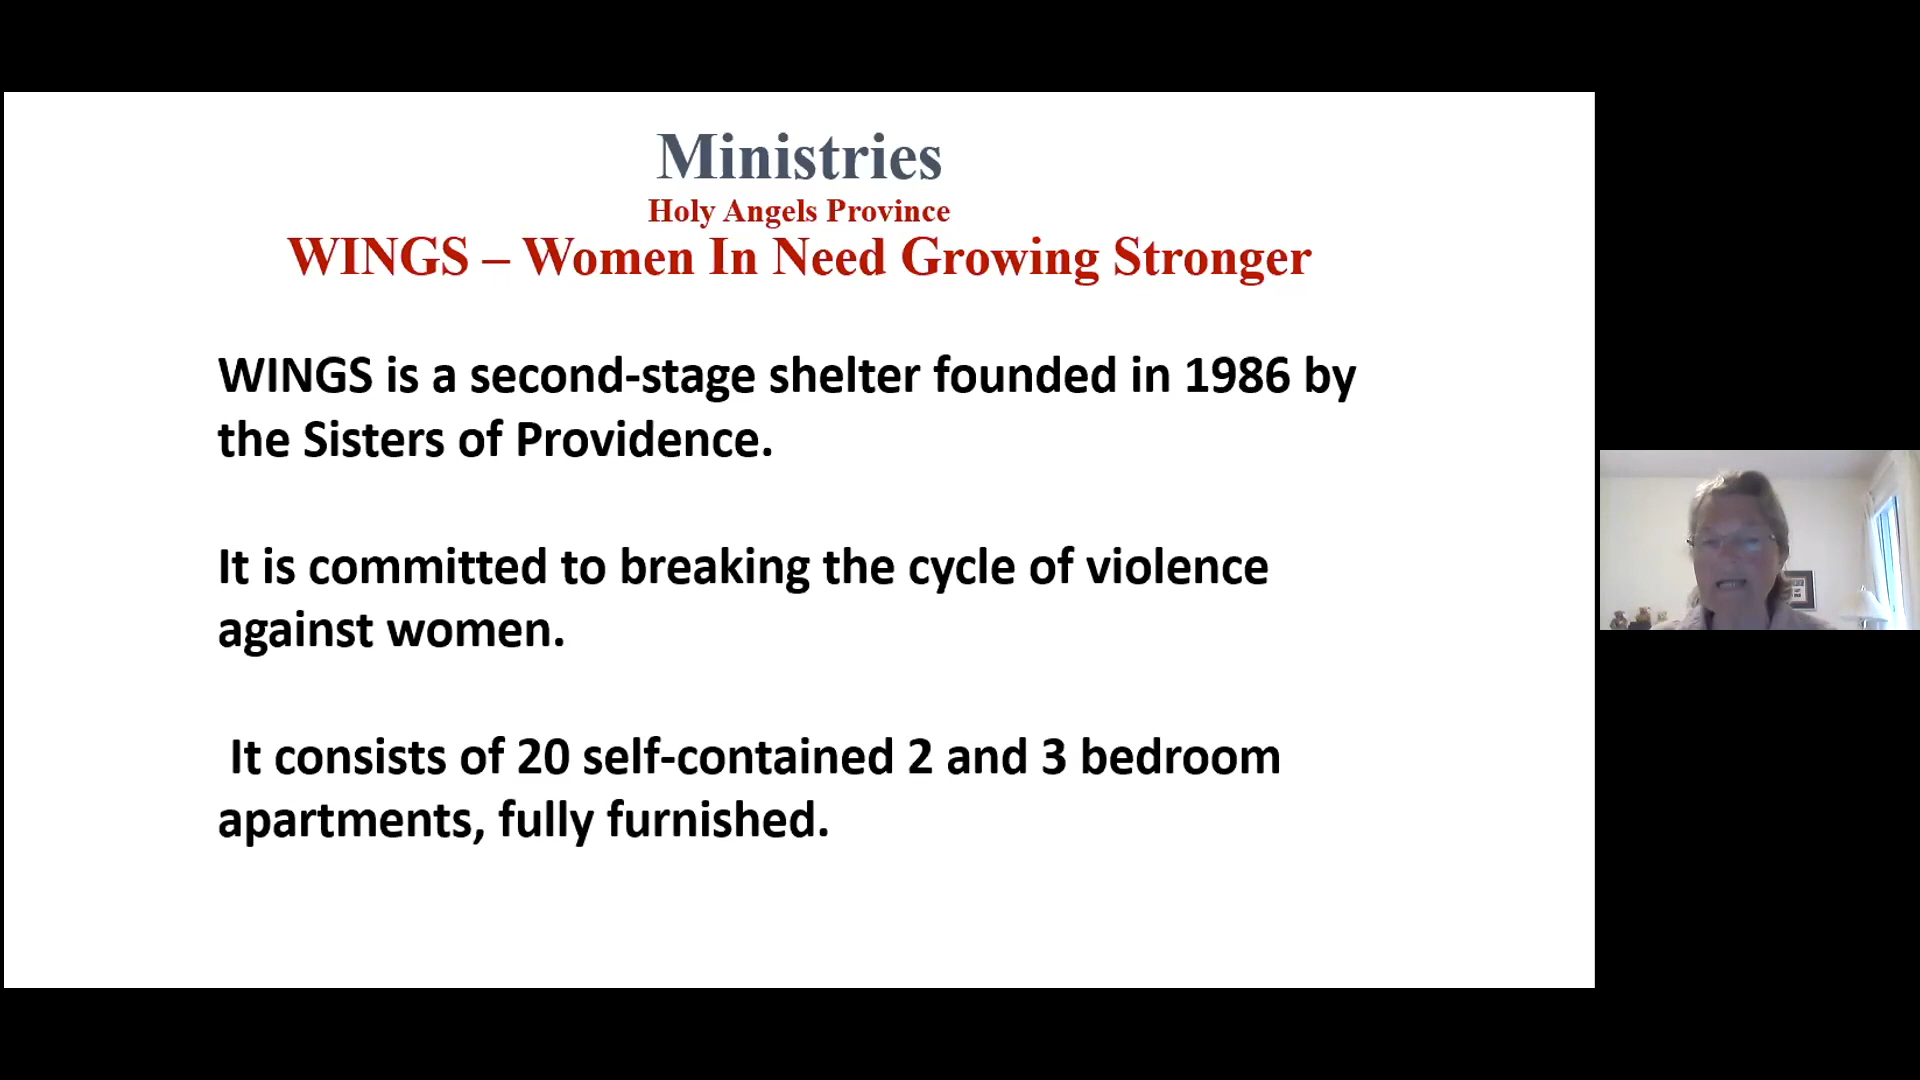 Ministries
Holy Angels Province
WINGS – Women In Need Growing Stronger
WINGS is a second-stage shelter founded in 1986 by
the Sisters of Providence.
It is committed to breaking the cycle of violence
against women.
It consists of 20 self-contained 2 and 3 bedroom
apartments, fully furnished.